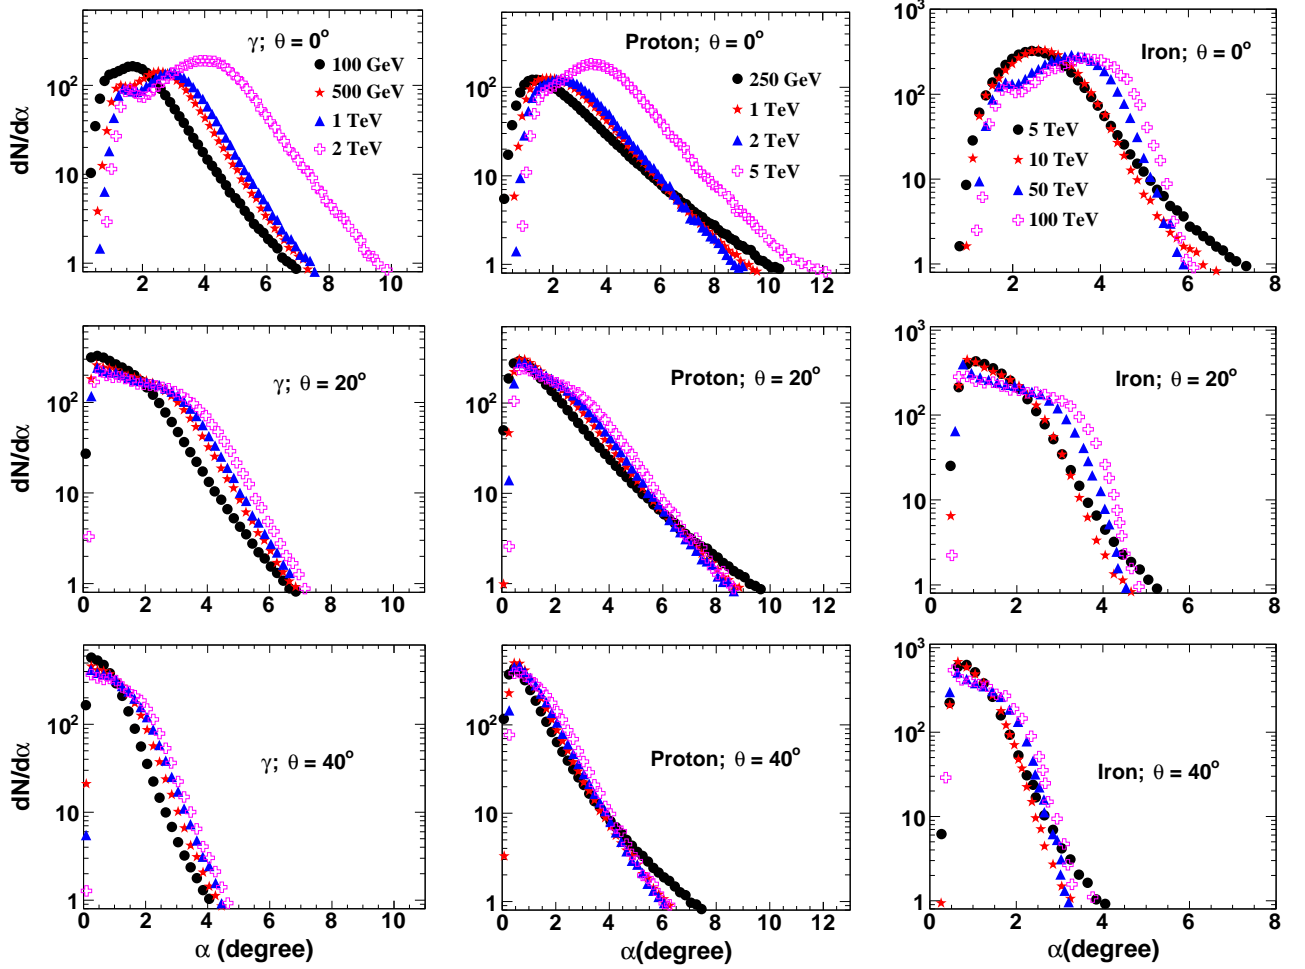 dN/dα
10²
10
1
γ; θ = 0°
100 GeV
500 GeV
1 TeV
2 TeV
0 2 4 6 8 10
10²
10
1
Proton; θ = 0°
250 GeV
1 TeV
2 TeV
5 TeV
0 2 4 6 8 10 12
10³
10²
10
1
Iron; θ = 0°
5 TeV
10 TeV
50 TeV
100 TeV
2 4 6 8
dN/dα
10²
10
1
γ; θ = 20°
0 2 4 6 8 10
10²
10
1
Proton; θ = 20°
0 2 4 6 8 10 12
10³
10²
10
1
Iron; θ = 20°
0 2 4 6 8
dN/dα
10²
10
1
γ; θ = 40°
0 2 4 6 8 10
α (degree)
10²
10
1
Proton; θ = 40°
0 2 4 6 8 10 12
α(degree)
10³
10²
10
1
Iron; θ = 40°
0 2 4 6 8
α(degree)